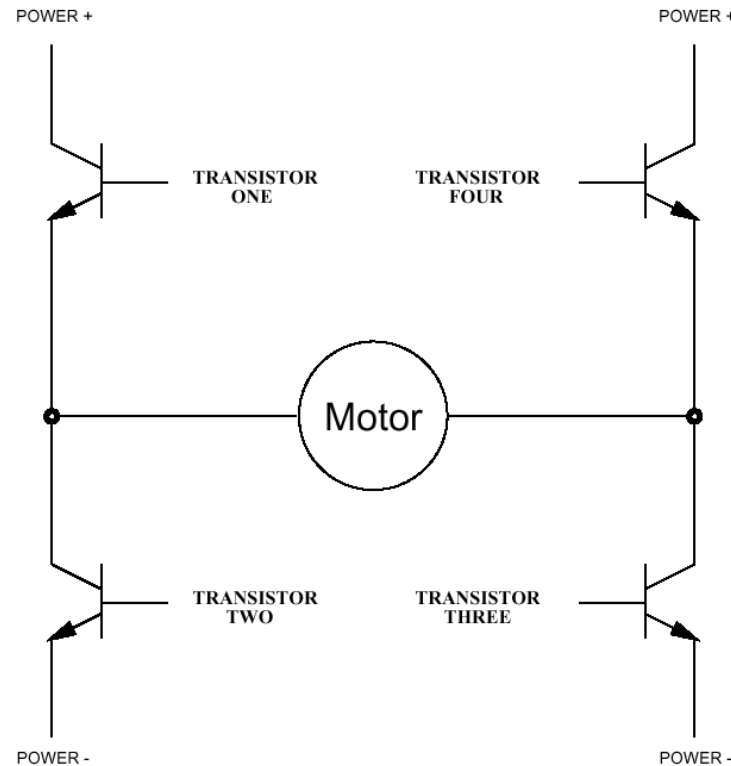 POWER +
POWER +
TRANSISTOR
ONE
TRANSISTOR
FOUR
Motor
TRANSISTOR
TWO
TRANSISTOR
THREE
POWER -
POWER -